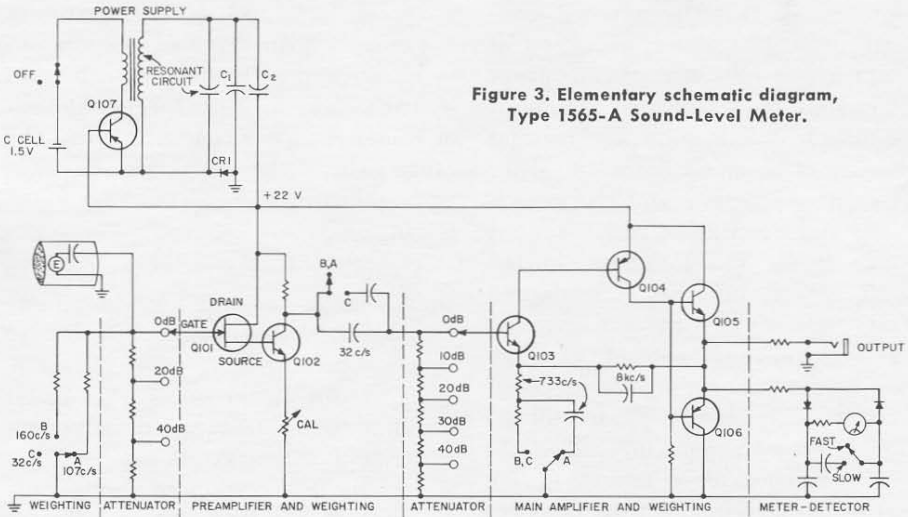 POWER SUPPLY
OFF
RESONANT
CIRCUIT
C1
C2
Q107
C CELL
1.5V
CR1
Figure 3. Elementary schematic diagram,
Type 1565-A Sound-Level Meter.
+22 V
E
DRAIN
B,A
C
Q104
0dB
GATE
Q101
SOURCE
Q102
32c/s
0dB
Q103
Q105
OUTPUT
20dB
10dB
8kc/s
733c/s
20dB
CAL
30dB
Q106
B
160c/s
40dB
40dB
B,C
A
FAST
SLOW
C
32c/s
A
107c/s
WEIGHTING
ATTENUATOR
PREAMPLIFIER AND WEIGHTING
ATTENUATOR
MAIN AMPLIFIER AND WEIGHTING
METER-DETECTOR